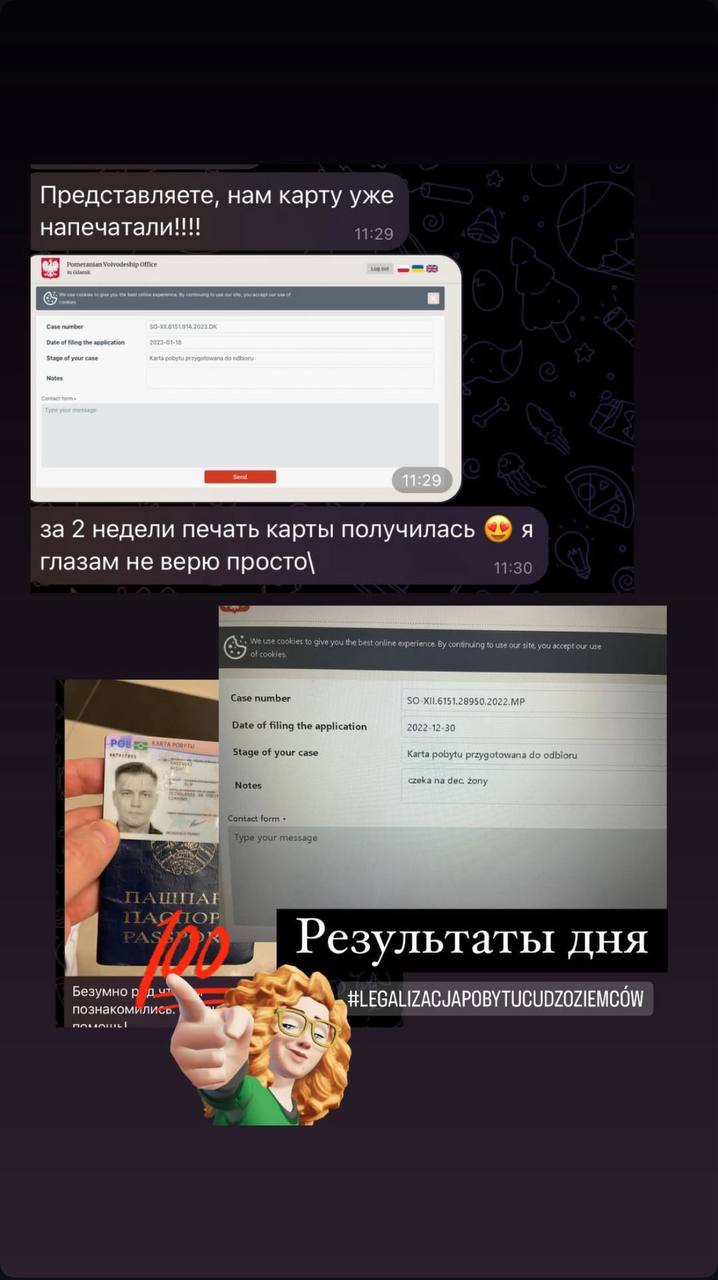 Представляете, нам карту уже
напечатали!!!!
11:29
Pomeranian Voivodeship Office
in Gdansk
Log out
We use cookies to give you the best online experience. By continuing to use our site, you accept our use of
cookies.
Case number
SO-XII.6151.914.2023.DK
Date of filing the application
2023-01-18
Stage of your case
Karta pobytu przygotowana do odbioru
Notes
Contact form •
Type your message
Send
11:29
за 2 недели печать карты получилась 😍 я
глазам не верю просто\
11:30
We use cookies to give you the best online experience. By continuing to use our site, you accept our use
of cookies.
Case number
SO-XII.6151.28950.2022.MP
Date of filing the application
2022-12-30
Stage of your case
Karta pobytu przygotowana do odbioru
Notes
czeka na dec. żony
Contact form •
Type your message
POL
KARTA POBYTU
ПАШПАР
ПАСПОР
PASSPOR
100
Результаты дня
#LEGALIZACJAPOBYTUCUDZOZIEMCÓW
Безумно
познакомились.
помощь!